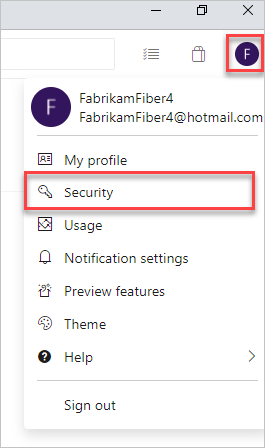 F
F
FabrikamFiber4
FabrikamFiber4@hotmail.com
My profile
Security
Usage
Notification settings
Preview features
Theme
Help
Sign out